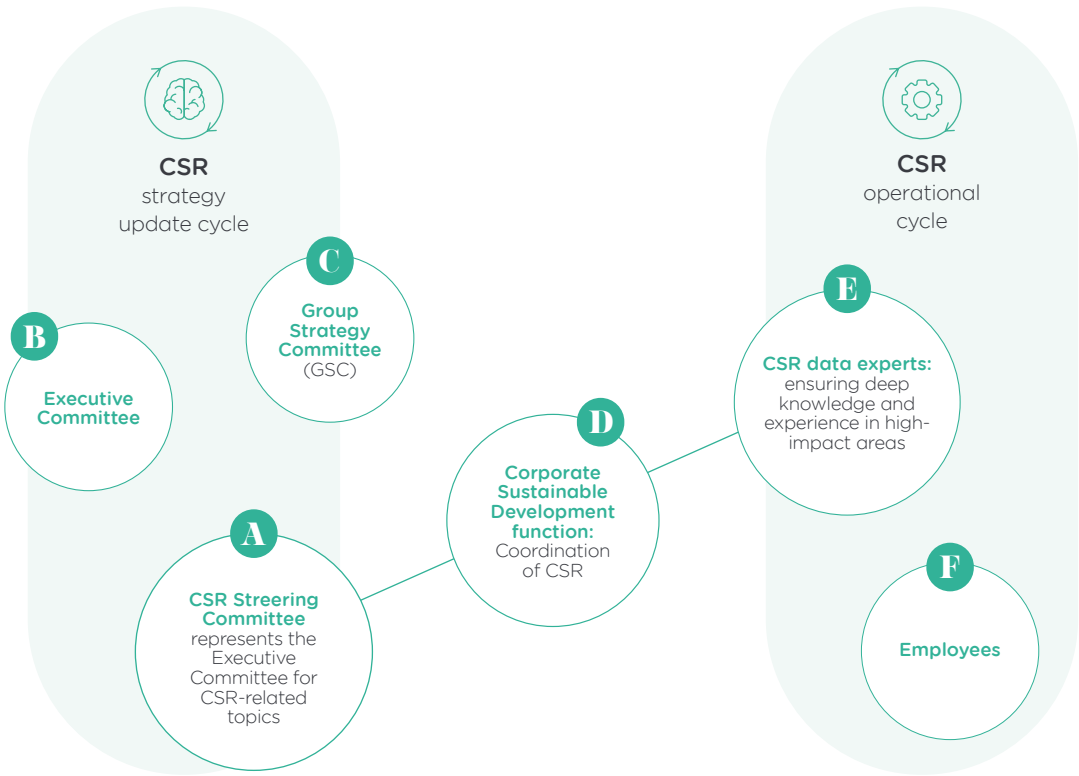 CSR
strategy
update cycle
CSR
operational
cycle
C
Group
Strategy
Committee
(GSC)
B
Executive
Committee
E
CSR data experts:
ensuring deep
knowledge and
experience in high-
impact areas
D
Corporate
Sustainable
Development
function:
Coordination
of CSR
A
CSR Streering
Committee
represents the
Executive
Committee for
CSR-related
topics
F
Employees